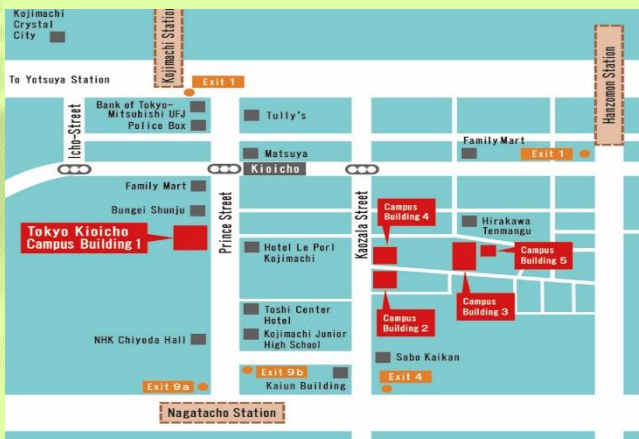 Kojimachi
Crystal
City
Kojimachi Station
Hanzomon Station
To Yotsuya Station
Exit 1
Icho-Street
Bank of Tokyo-
Mitsubishi UFJ
Police Box
Tully's
Matsuya
Kioicho
FamilyMart
Exit 1
Family Mart
Bungei Shunju
Tokyo Kioicho
Campus Building 1
Prince Street
Kaozala Street
Campus
Building 4
Hirakawa
Tenmangu
Campus
Building 5
Hotel Le Porl
Kojimachi
Campus
Building 2
Campus
Building 3
Toshi Center
Hotel
Kojimachi Junior
High School
NHK Chiyoda Hall
Sabo Kaikan
Exit 9a
Exit 9b
Kaiun Building
Exit 4
Nagatacho Station